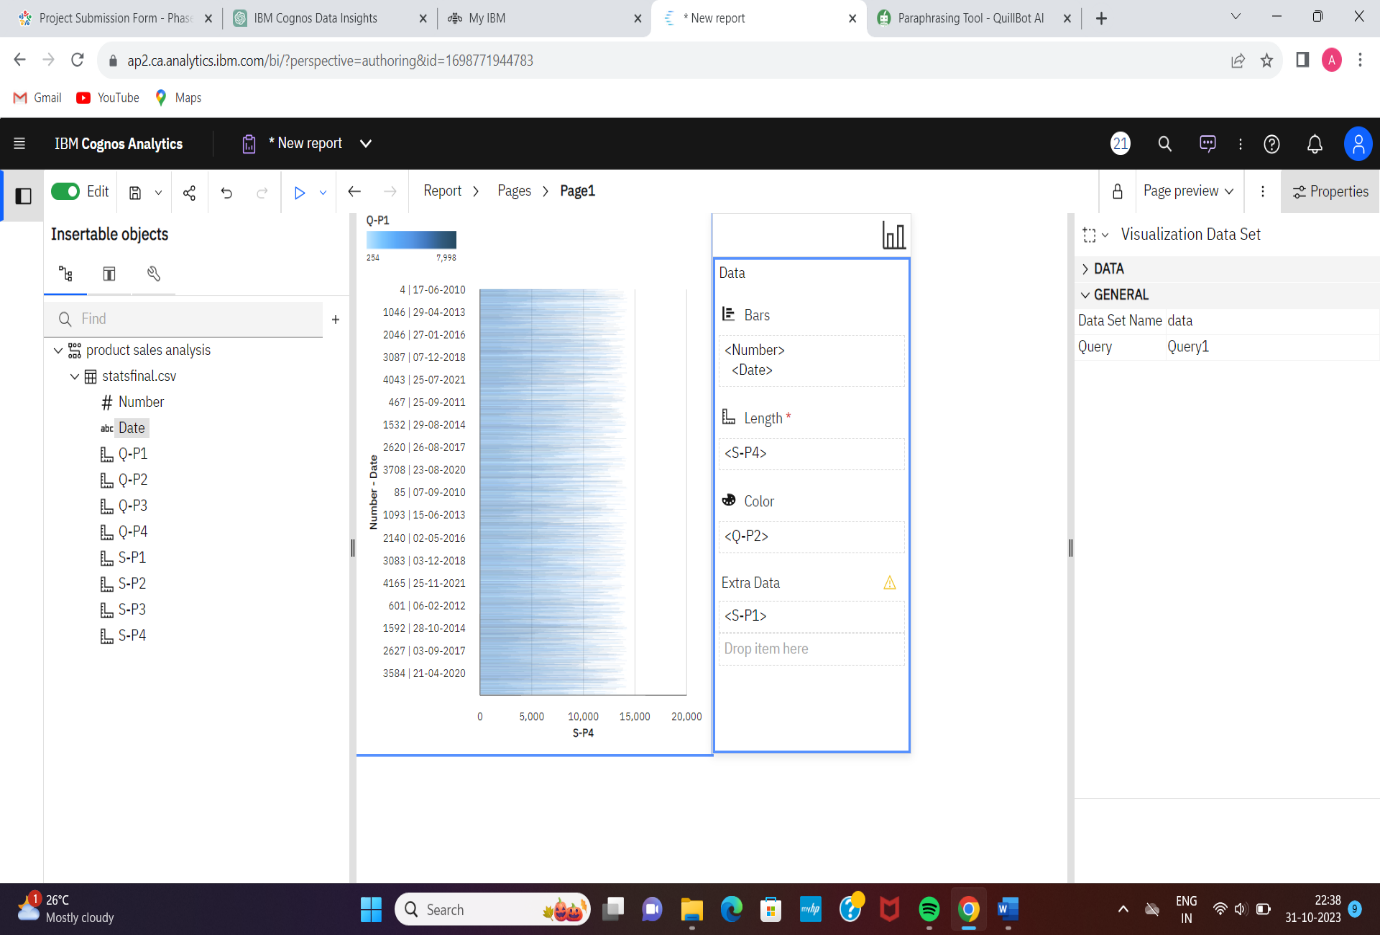 Project Submission Form - Phas
IBM Cognos Data Insights
My IBM
* New report
Paraphrasing Tool - QuillBot AI
ap2.ca.analytics.ibm.com/bi/?perspective=authoring&id=1698771944783
A
Gmail
YouTube
Maps
IBM Cognos Analytics
* New report
21
Edit
Report > Pages > Page1
Page preview
Properties
Insertable objects
Find
product sales analysis
statsfinal.csv
# Number
abc Date
Q-P1
Q-P2
Q-P3
Q-P4
S-P1
S-P2
S-P3
S-P4
Q-P1
254 7,998
Number - Date
4 | 17-06-2010
1046 | 29-04-2013
2046 | 27-01-2016
3087 | 07-12-2018
4043 | 25-07-2021
467 | 25-09-2011
1532 | 29-08-2014
2620 | 26-08-2017
3708 | 23-08-2020
85 | 07-09-2010
1093 | 15-06-2013
2140 | 02-05-2016
3083 | 03-12-2018
4165 | 25-11-2021
601 | 06-02-2012
1592 | 28-10-2014
2627 | 03-09-2017
3584 | 21-04-2020
0 5,000 10,000 15,000 20,000
S-P4
Data
Bars
<Number>
<Date>
Length *
<S-P4>
Color
<Q-P2>
Extra Data
<S-P1>
Drop item here
Visualization Data Set
DATA
GENERAL
Data Set Name data
Query Query1
1
26°C
Mostly cloudy
Search
myhp
W
ENG
IN
22:38
31-10-2023
9